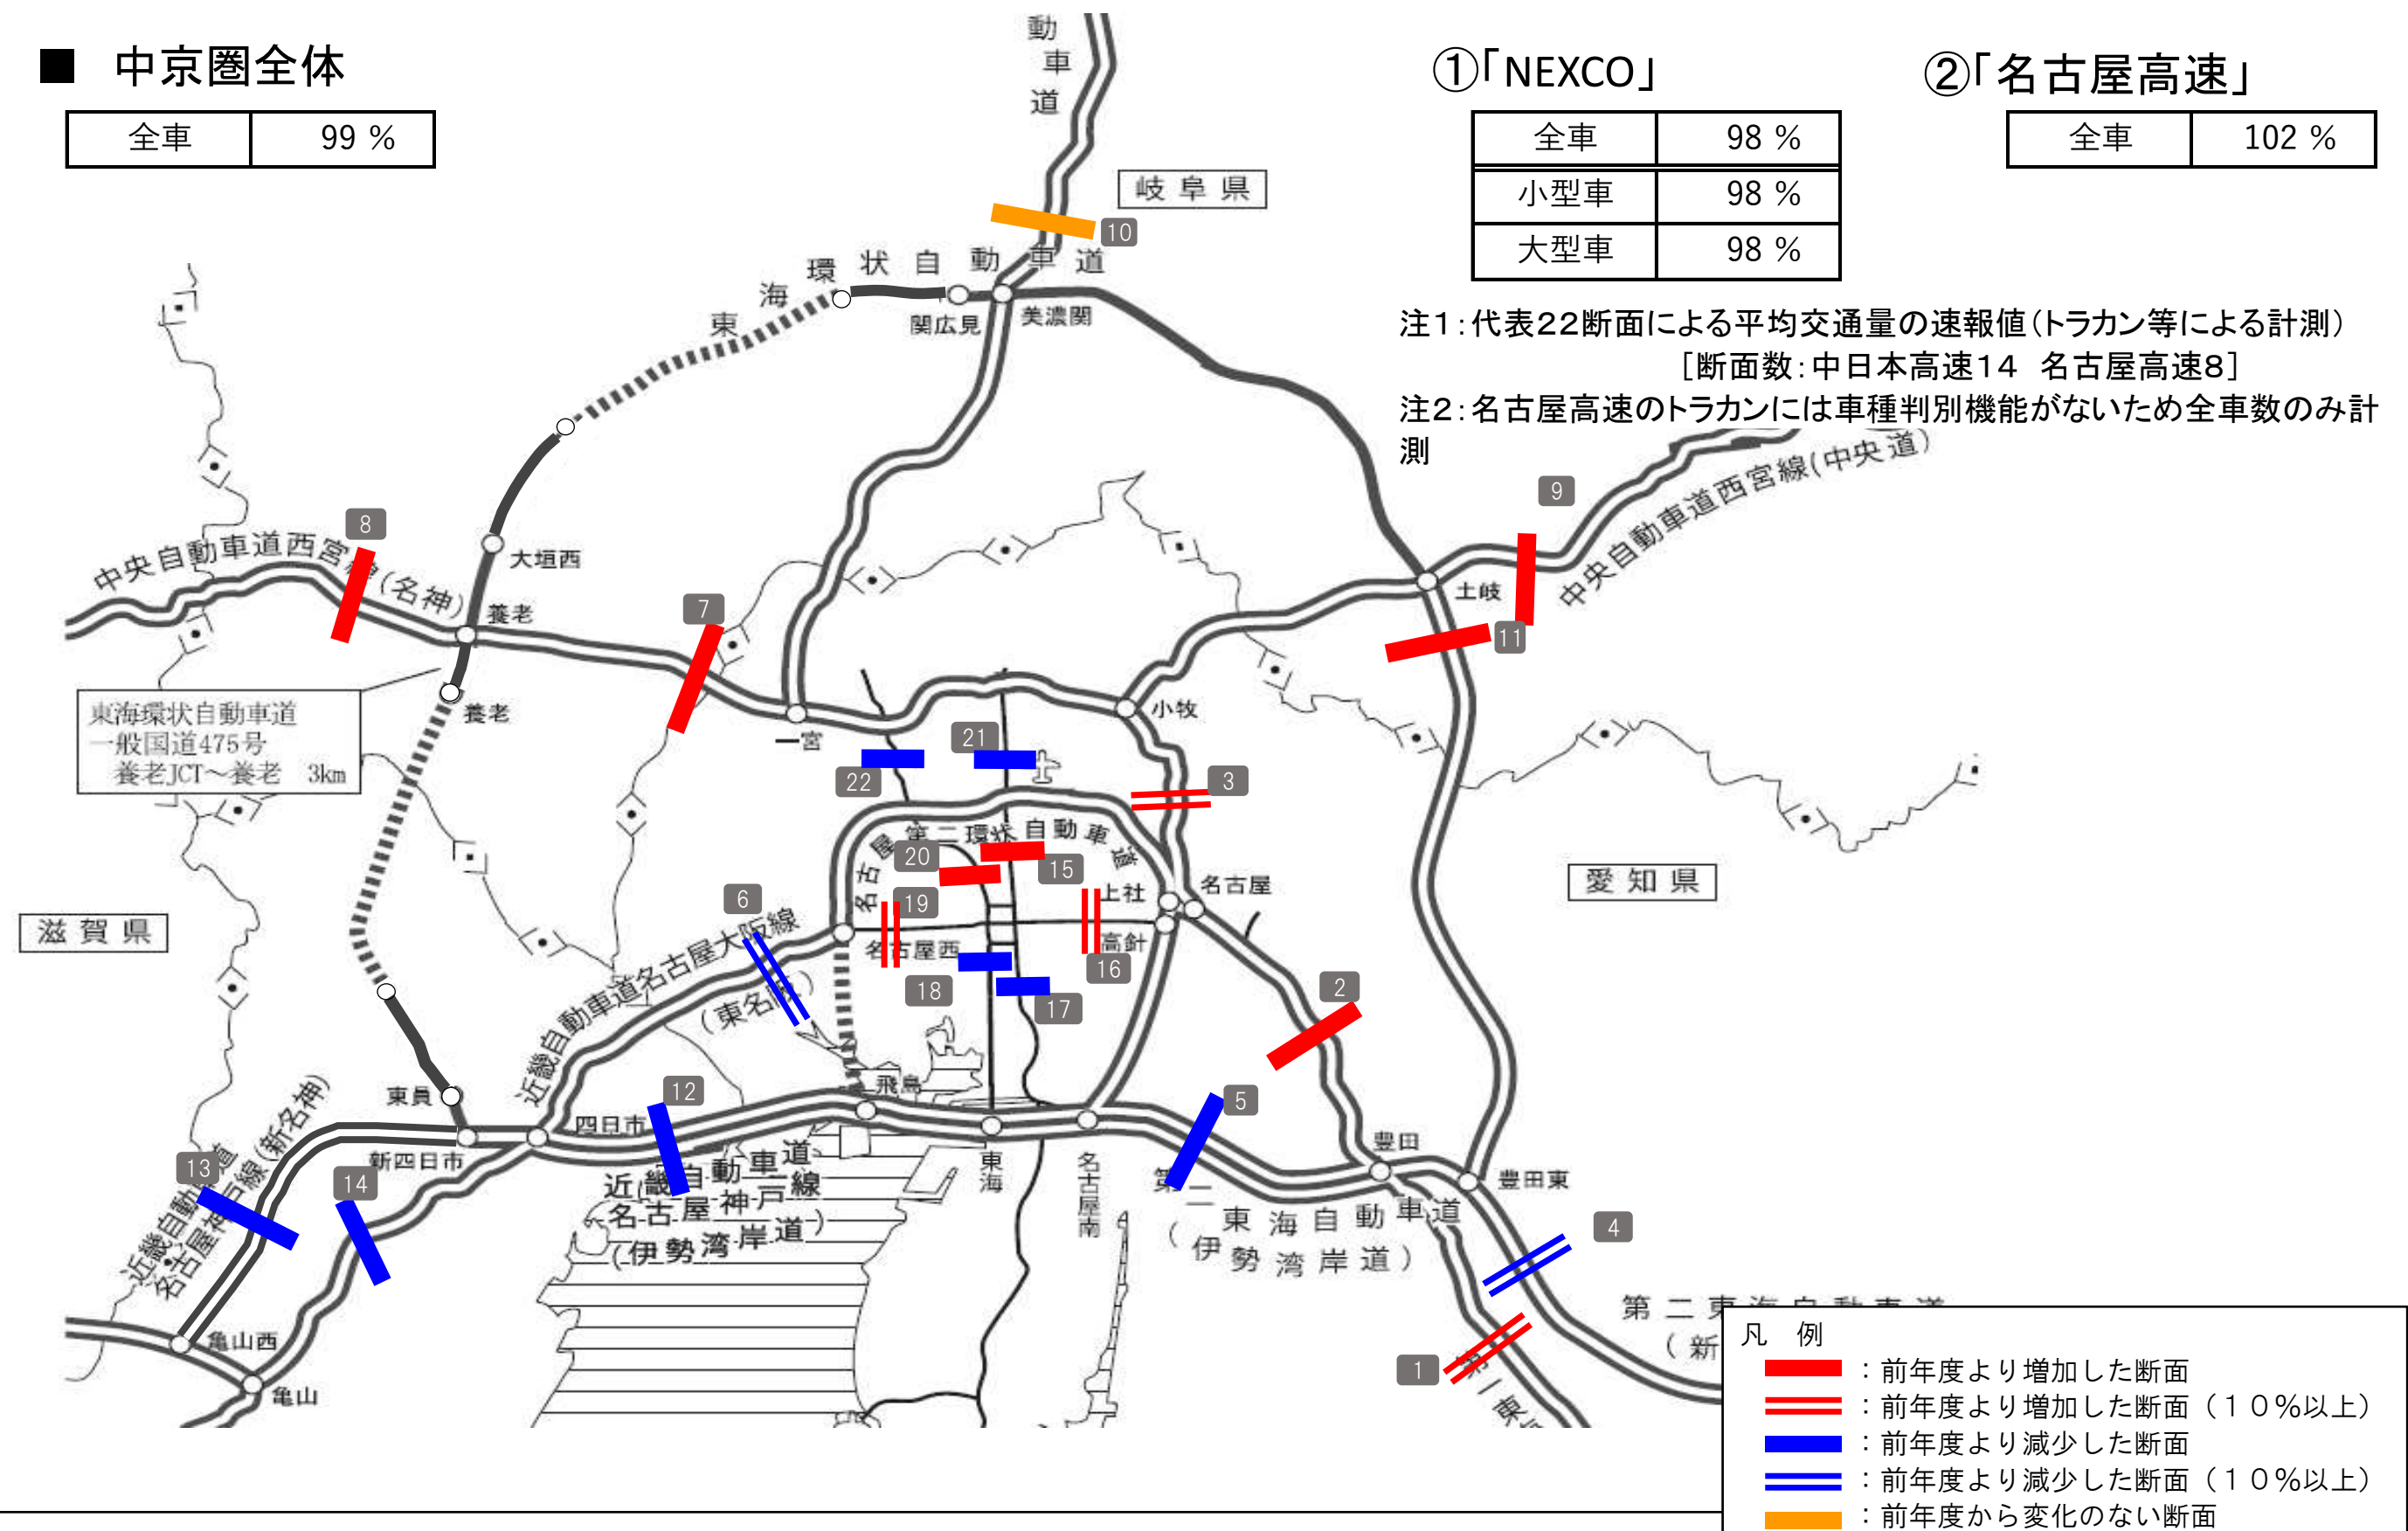 ■ 中京圏全体
全車 99 %
①「NEXCO」
全車 98 %
小型車 98 %
大型車 98 %
②「名古屋高速」
全車 102 %
注1:代表22断面による平均交通量の速報値(トラカン等による計測)
[断面数:中日本高速14 名古屋高速8]
注2:名古屋高速のトラカンには車種判別機能がないため全車数のみ計
測
動車道
岐阜県
10
東海環状自動車道
関広見
美濃関
9
中央自動車道西宮線(中央道)
8
中央自動車道西宮線(名神)
大垣西
養老
7
土岐
11
東海環状自動車道
一般国道475号
養老JCT~養老 3km
養老
一宮
小牧
21
22
3
名古屋第二環状自動車道
20
15
愛知県
滋賀県
6
19
上社
名古屋
名古屋西
高針
16
18
17
2
近畿自動車道名古屋大阪線
(東名阪)
飛島
東員
12
四日市
5
新四日市
13
14
近畿自動車道
名古屋神戸線(新名神)
近畿自動車道
名古屋神戸線
(伊勢湾岸道)
東海
名古屋南
豊田
豊田東
第二東海自動車道
(伊勢湾岸道)
4
亀山西
亀山
1
第一東
第二東海自動車道
(新
凡 例
:前年度より増加した断面
:前年度より増加した断面(10%以上)
:前年度より減少した断面
:前年度より減少した断面(10%以上)
:前年度から変化のない断面